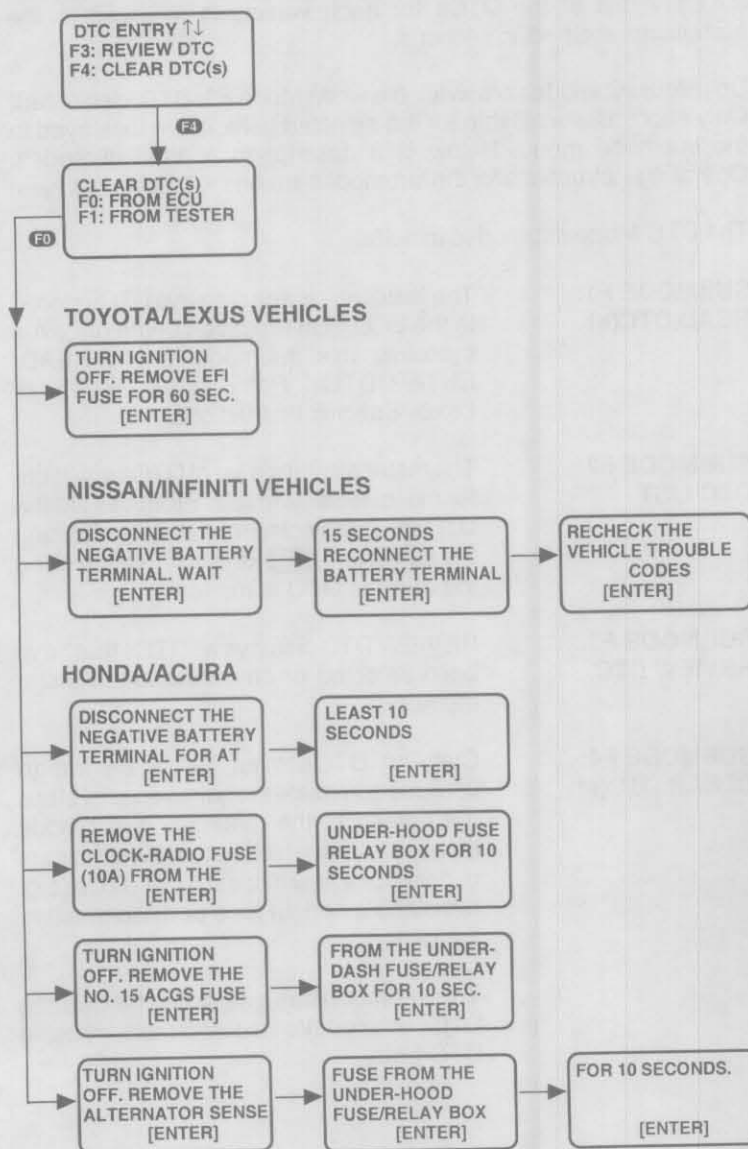 DTC ENTRY ↑↓
F3: REVIEW DTC
F4: CLEAR DTC(s)
F4
CLEAR DTC(s)
F0: FROM ECU
F1: FROM TESTER
F0
TOYOTA/LEXUS VEHICLES
TURN IGNITION
OFF. REMOVE EFI
FUSE FOR 60 SEC.
[ENTER]
NISSAN/INFINITI VEHICLES
DISCONNECT THE
NEGATIVE BATTERY
TERMINAL. WAIT
[ENTER]
15 SECONDS
RECONNECT THE
BATTERY TERMINAL
[ENTER]
RECHECK THE
VEHICLE TROUBLE
CODES
[ENTER]
HONDA/ACURA
DISCONNECT THE
NEGATIVE BATTERY
TERMINAL FOR AT
[ENTER]
LEAST 10
SECONDS
[ENTER]
REMOVE THE
CLOCK-RADIO FUSE
(10A) FROM THE
[ENTER]
UNDER-HOOD FUSE
RELAY BOX FOR 10
SECONDS
[ENTER]
TURN IGNITION
OFF. REMOVE THE
NO. 15 ACGS FUSE
[ENTER]
FROM THE UNDER-
DASH FUSE/RELAY
BOX FOR 10 SEC.
[ENTER]
TURN IGNITION
OFF. REMOVE THE
ALTERNATOR SENSE
[ENTER]
FUSE FROM THE
UNDER-HOOD
FUSE/RELAY BOX
[ENTER]
FOR 10 SECONDS.
[ENTER]